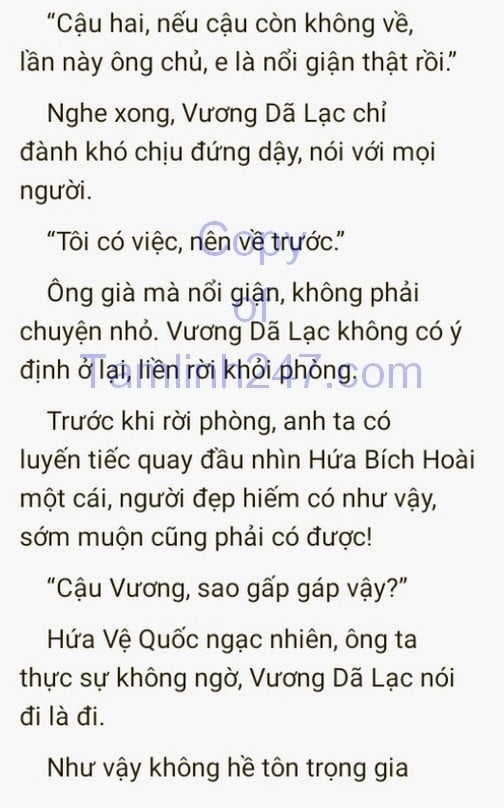 “Cậu hai, nếu cậu còn không về,
lần này ông chủ, e là nổi giận thật rồi.”
Nghe xong, Vương Dã Lạc chỉ
đành khó chịu đứng dậy, nói với mọi
người.
“Tôi có việc, nên về trước.”
Copy
Ông già mà nổi giận, không phải
of
chuyện nhỏ. Vương Dã Lạc không có ý
định ở lại, liền rời khỏi phòng.
Tamlinh247.com
Trước khi rời phòng, anh ta có
luyến tiếc quay đầu nhìn Hứa Bích Hoài
một cái, người đẹp hiếm có như vậy,
sớm muộn cũng phải có được!
“Cậu Vương, sao gấp gáp vậy?”
Hứa Vệ Quốc ngạc nhiên, ông ta
thực sự không ngờ, Vương Dã Lạc nói
đi là đi.
Như vậy không hề tôn trọng gia